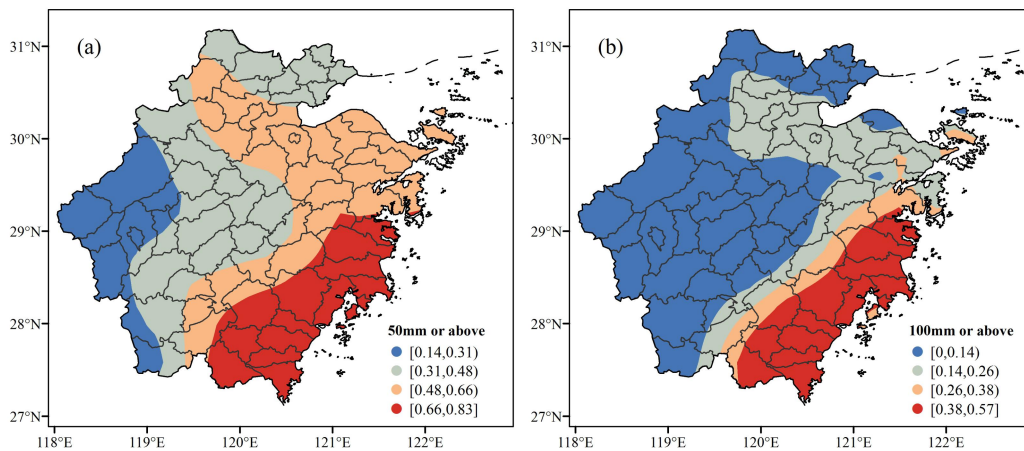 (a)
31°N
30°N
29°N
28°N
27°N
118°E
119°E
120°E
121°E
122°E
50mm or above
[0.14,0.31)
[0.31,0.48)
[0.48,0.66)
[0.66,0.83]
(b)
31°N
30°N
29°N
28°N
27°N
118°E
119°E
120°E
121°E
122°E
100mm or above
[0,0.14)
[0.14,0.26)
[0.26,0.38)
[0.38,0.57]